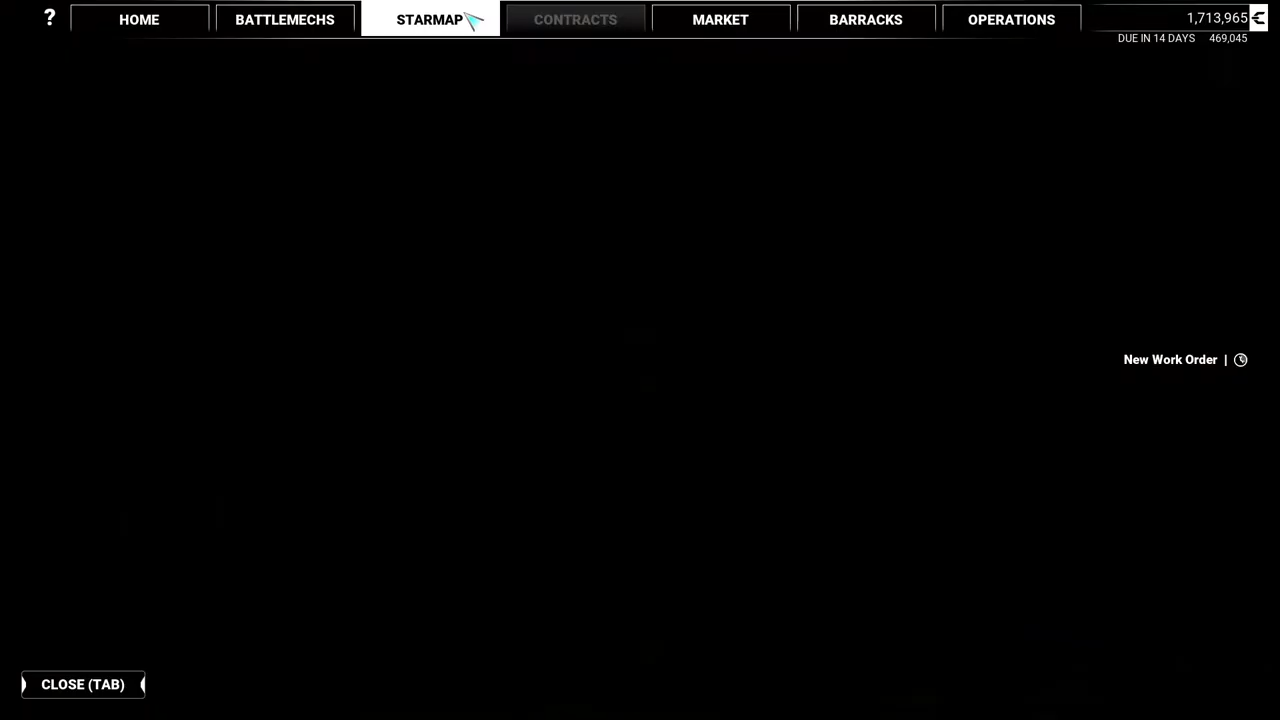 ? HOME BATTLEMECHS STARMAP CONTRACTS MARKET BARRACKS OPERATIONS 1,713,965
DUE IN 14 DAYS 469,045
New Work Order |
CLOSE (TAB)